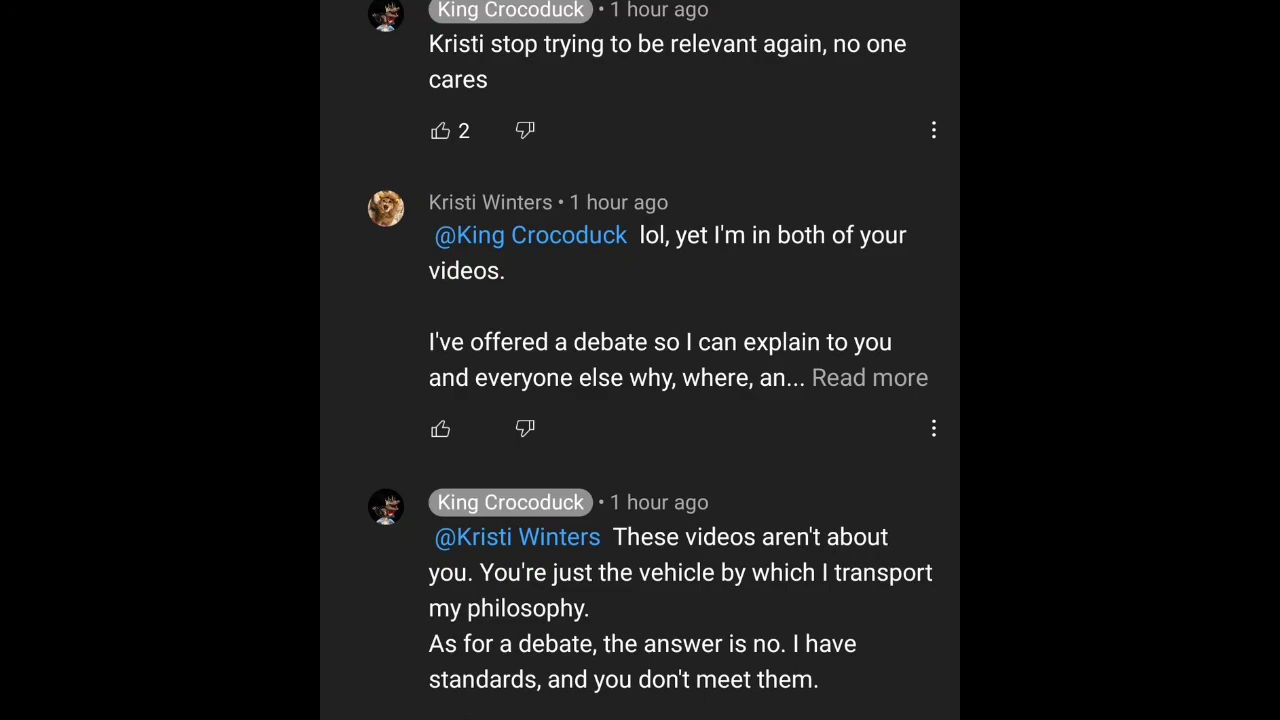 King Crocoduck • 1 hour ago
Kristi stop trying to be relevant again, no one
cares
2
Kristi Winters • 1 hour ago
@King Crocoduck lol, yet I'm in both of your
videos.
I've offered a debate so I can explain to you
and everyone else why, where, an... Read more
King Crocoduck • 1 hour ago
@Kristi Winters These videos aren't about
you. You're just the vehicle by which I transport
my philosophy.
As for a debate, the answer is no. I have
standards, and you don't meet them.